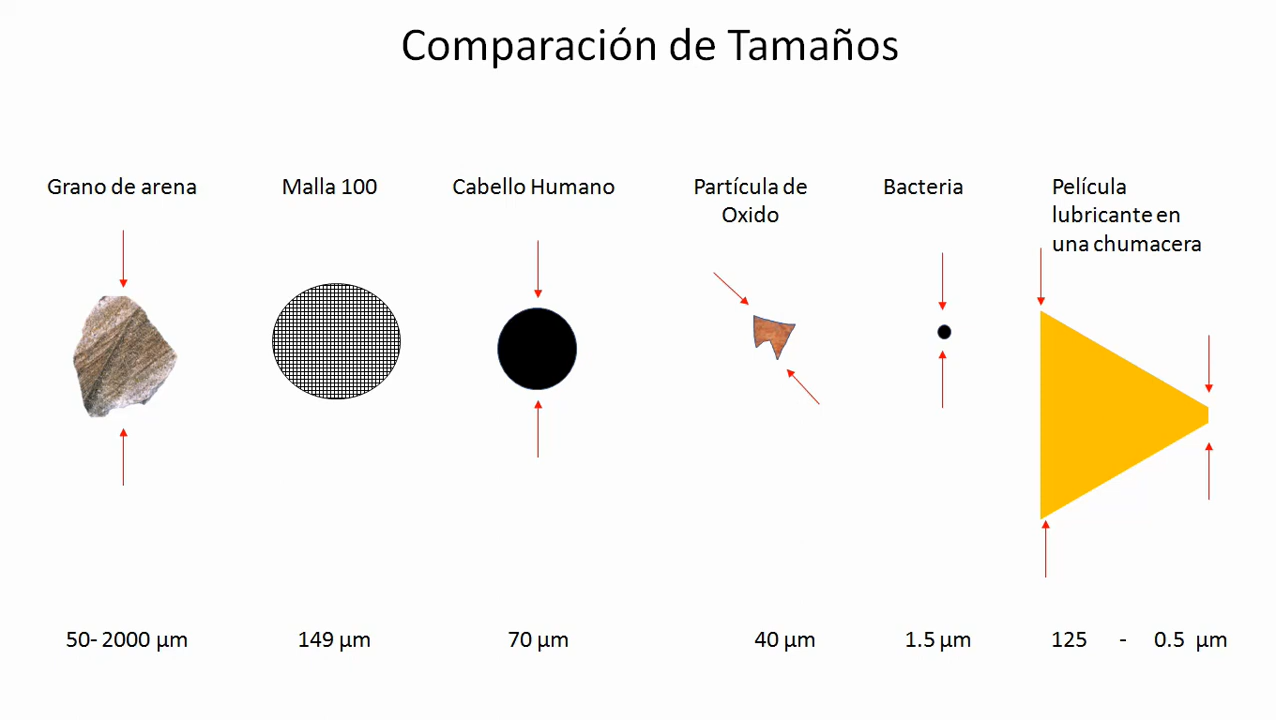 Comparación de Tamaños
Grano de arena
Malla 100
Cabello Humano
Partícula de
Oxido
Bacteria
Película
lubricante en
una chumacera
50- 2000 µm
149 µm
70 µm
40 µm
1.5 µm
125 - 0.5 µm